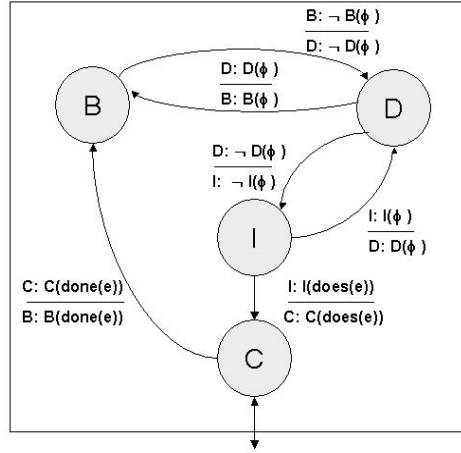 B: ¬ B(ϕ )
D: ¬ D(ϕ )
D: D(ϕ )
B: B(ϕ )
B
D
D: ¬ D(ϕ )
I: ¬ I(ϕ )
I: I(ϕ )
D: D(ϕ )
I
C: C(done(e))
B: B(done(e))
I: I(does(e))
C: C(does(e))
C